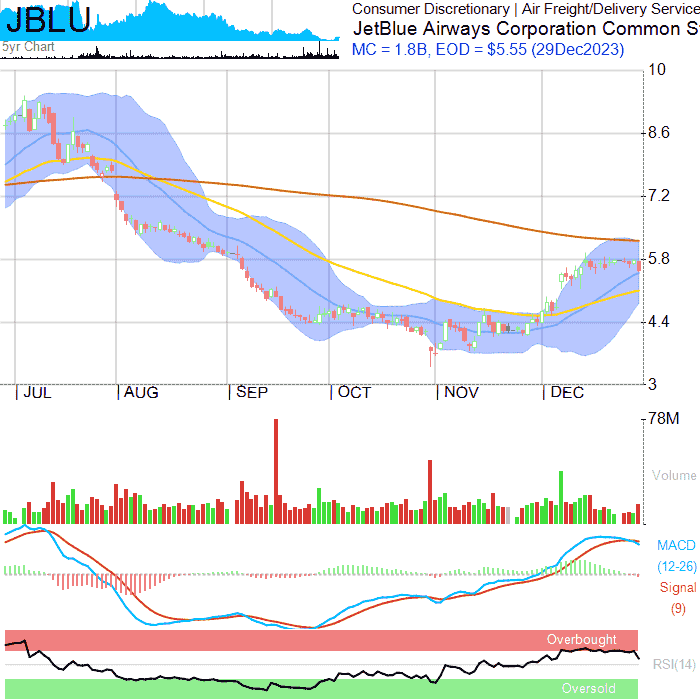 JBLU
5yr Chart
Consumer Discretionary | Air Freight/Delivery Service
JetBlue Airways Corporation Common S
MC = 1.8B, EOD = $5.55 (29Dec2023)
10
8.6
7.2
5.8
4.4
3
JUL AUG SEP OCT NOV DEC
78M
Volume
MACD
(12-26)
Signal
(9)
Overbought
RSI(14)
Oversold